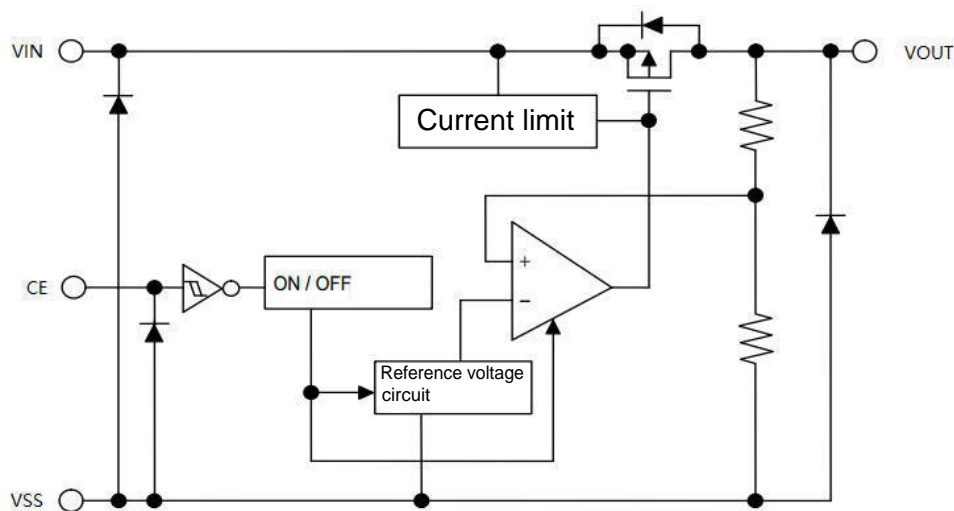 VIN
VOUT
Current limit
+
−
CE
ON / OFF
Reference voltage
circuit
VSS